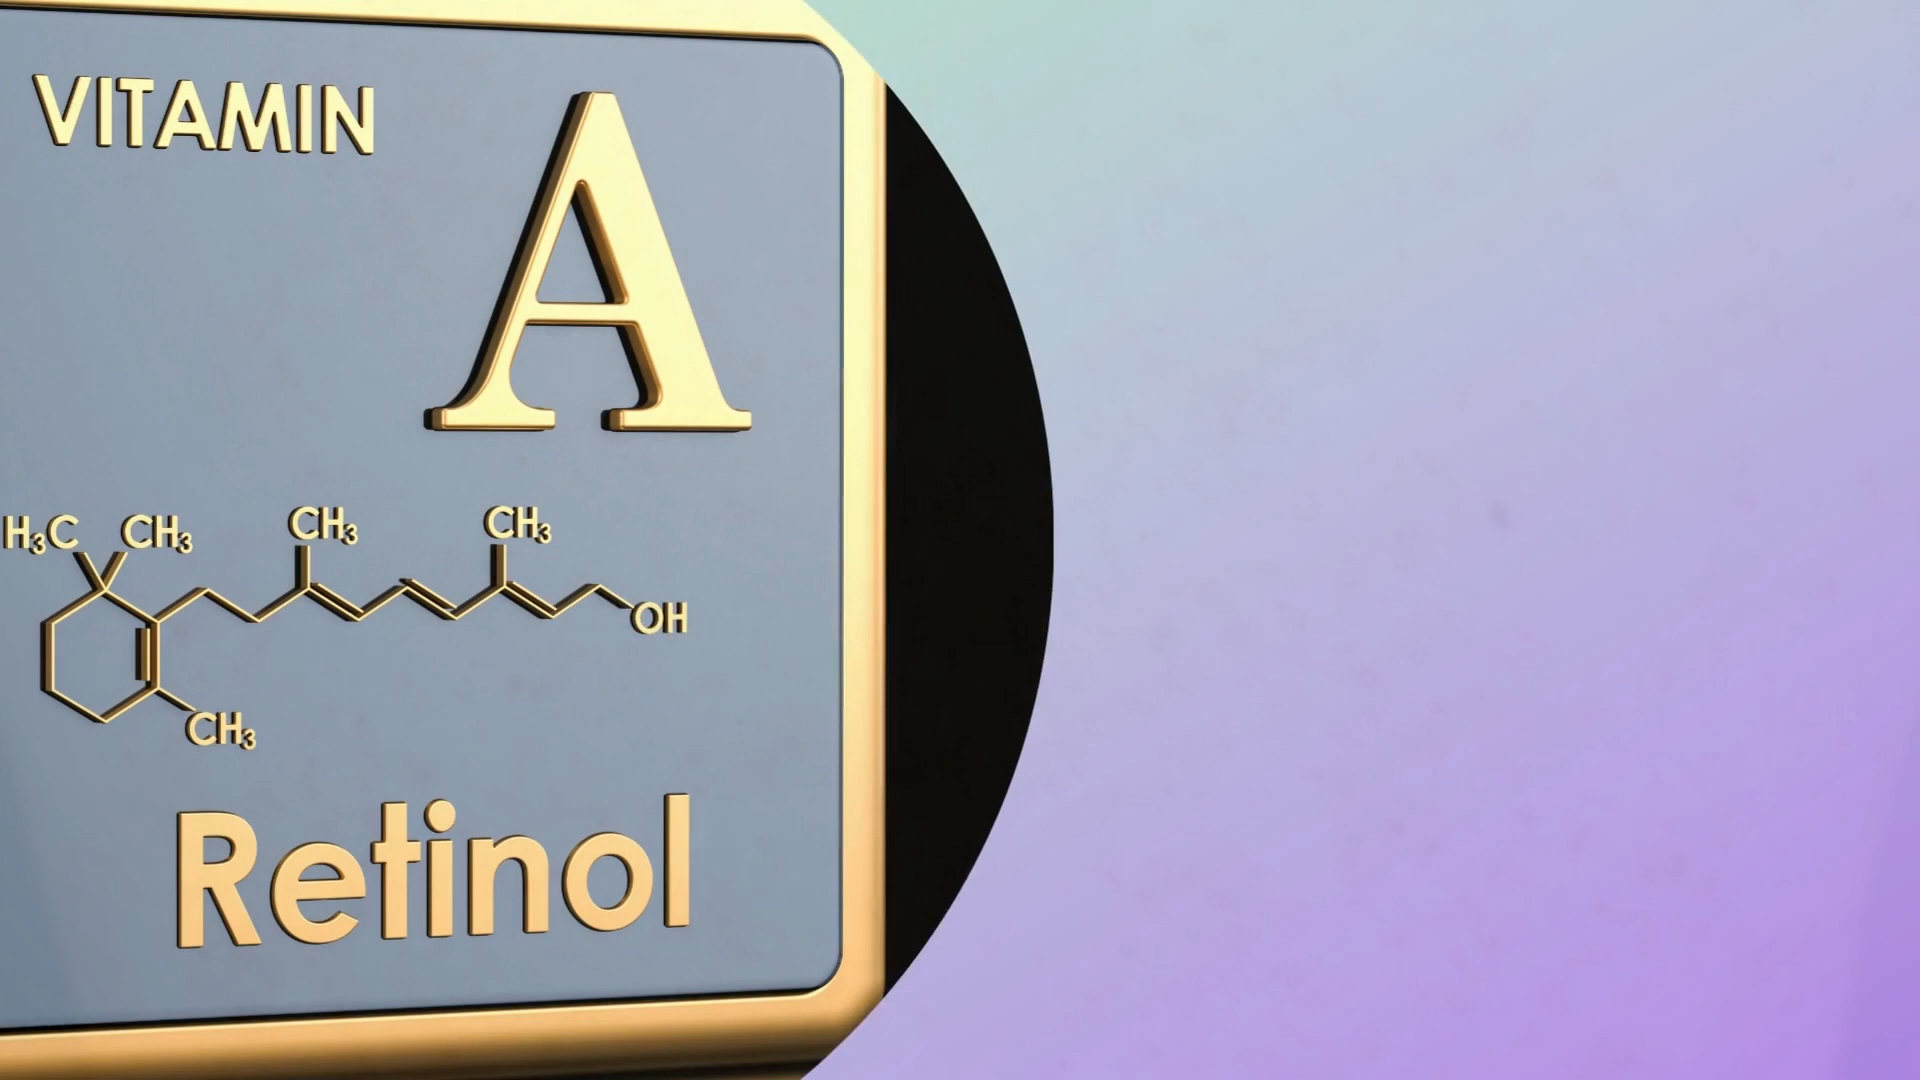 VITAMIN
A
H₃C CH₃ CH₃ CH₃
OH
CH₃
Retinol